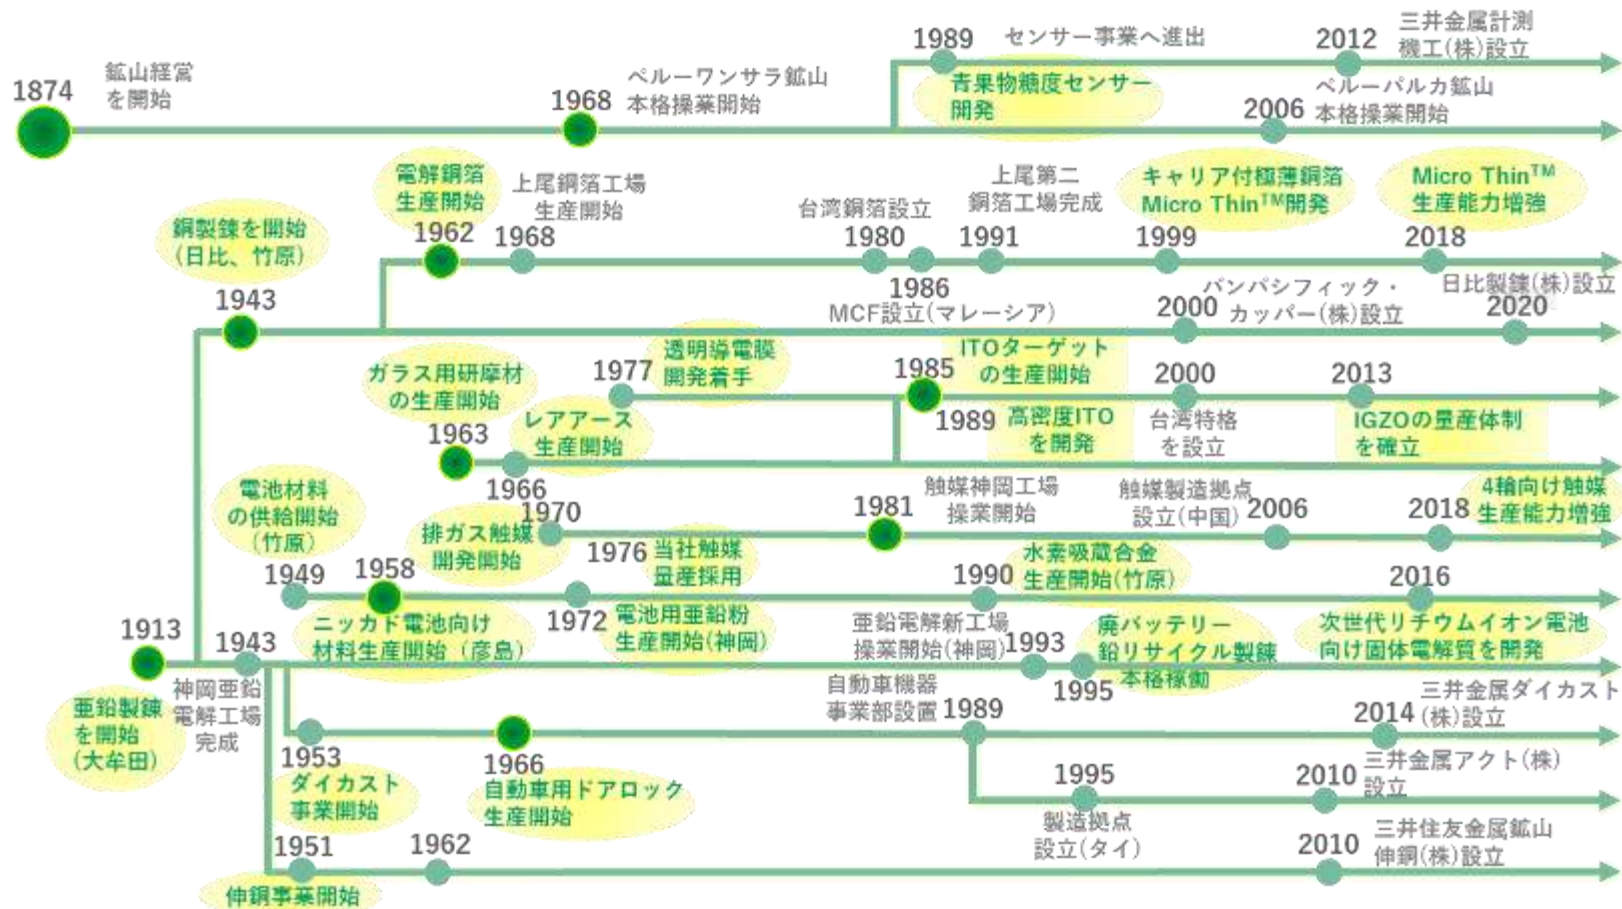 1874
鉱山経営
を開始
1968
ペルーワンサラ鉱山
本格操業開始
1989
センサー事業へ進出
青果物糖度センサー
開発
2012
三井金属計測
機工(株)設立
2006
ペルーパルカ鉱山
本格操業開始
銅製錬を開始
(日比、竹原)
1943
電解銅箔
生産開始
1962
上尾銅箔工場
生産開始
1968
台湾銅箔設立
1980
1986
MCF設立(マレーシア)
上尾第二
銅箔工場完成
1991
キャリア付極薄銅箔
Micro Thin™開発
1999
Micro Thin™
生産能力増強
2018
2000
パンパシフィック・
カッパー(株)設立
日比製錬(株)設立
2020
ガラス用研摩材
の生産開始
1963
レアアース
生産開始
1966
1977
透明導電膜
開発着手
1985
ITOターゲット
の生産開始
1989
高密度ITO
を開発
2000
台湾特格
を設立
2013
IGZOの量産体制
を確立
1970
排ガス触媒
開発開始
1976
当社触媒
量産採用
1981
触媒神岡工場
操業開始
触媒製造拠点
設立(中国)
2006
2018
4輪向け触媒
生産能力増強
電池材料
の供給開始
(竹原)
1949
1958
ニッカド電池向け
材料生産開始（彦島）
1972
電池用亜鉛粉
生産開始(神岡)
1990
水素吸蔵合金
生産開始(竹原)
2016
次世代リチウムイオン電池
向け固体電解質を開発
1913
亜鉛製錬
を開始
(大牟田)
1943
神岡亜鉛
電解工場
完成
亜鉛電解新工場
操業開始(神岡)
1993
1995
廃バッテリー
鉛リサイクル製錬
本格稼働
1953
ダイカスト
事業開始
1966
自動車用ドアロック
生産開始
自動車機器
事業部設置
1989
2014
三井金属ダイカスト
(株)設立
1995
製造拠点
設立(タイ)
2010
三井金属アクト(株)
設立
1951
伸銅事業開始
1962
2010
三井住友金属鉱山
伸銅(株)設立